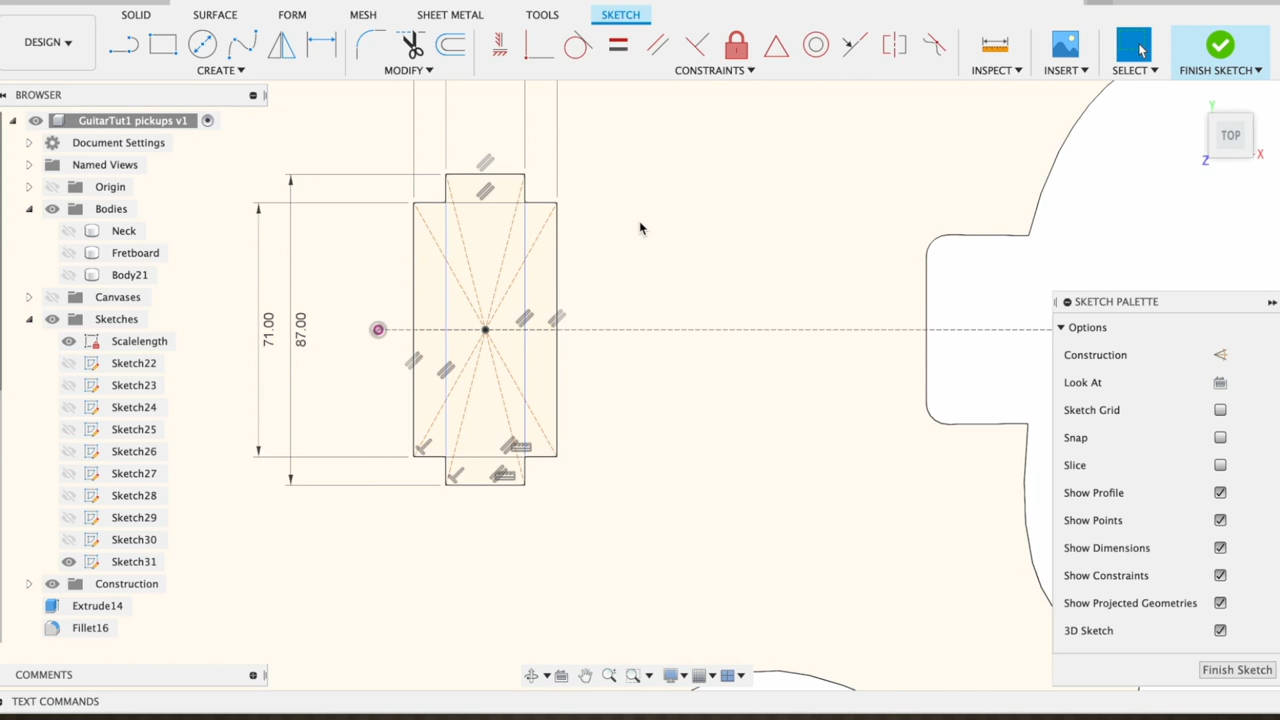 SOLID SURFACE FORM MESH SHEET METAL TOOLS SKETCH
DESIGN
CREATE MODIFY CONSTRAINTS INSPECT INSERT SELECT FINISH SKETCH
BROWSER
GuitarTut1 pickups v1
Document Settings
Named Views
Origin
Bodies
Neck
Fretboard
Body21
Canvases
Sketches
Scalelength
Sketch22
Sketch23
Sketch24
Sketch25
Sketch26
Sketch27
Sketch28
Sketch29
Sketch30
Sketch31
Construction
Extrude14
Fillet16
COMMENTS
TEXT COMMANDS
71.00
87.00
Y
TOP
Z
X
SKETCH PALETTE
Options
Construction
Look At
Sketch Grid
Snap
Slice
Show Profile
Show Points
Show Dimensions
Show Constraints
Show Projected Geometries
3D Sketch
Finish Sketch